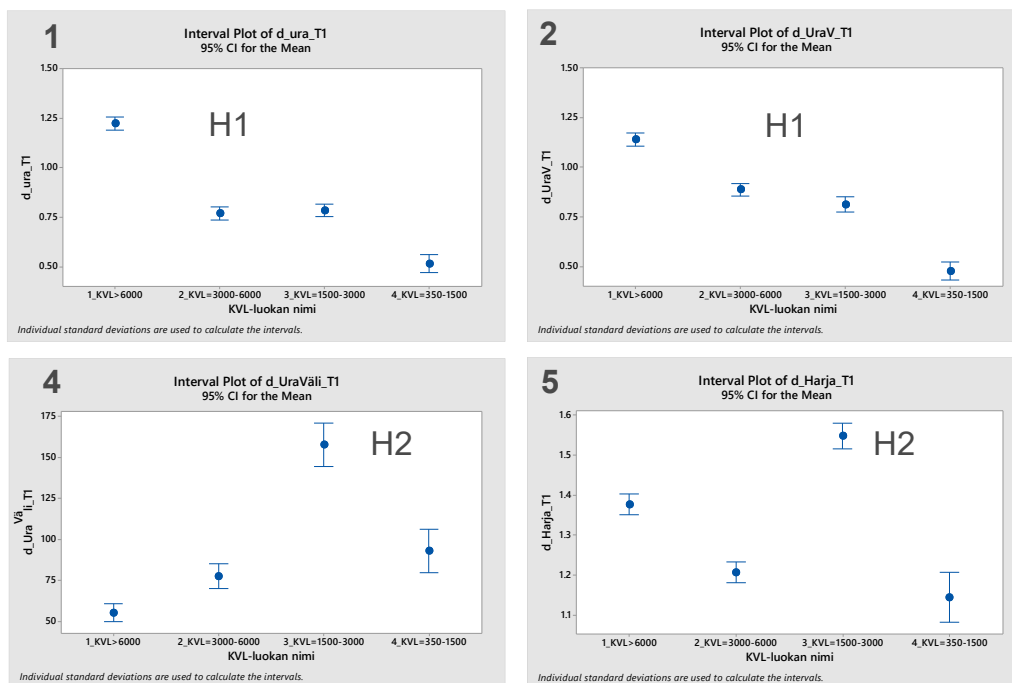 1
Interval Plot of d_ura_T1
95% CI for the Mean
H1
d_ura_T1
1.50
1.25
1.00
0.75
0.50
1_KVL>6000 2_KVL=3000-6000 3_KVL=1500-3000 4_KVL=350-1500
KVL-luokan nimi
Individual standard deviations are used to calculate the intervals.
2
Interval Plot of d_UraV_T1
95% CI for the Mean
H1
d_UraV_T1
1.50
1.25
1.00
0.75
0.50
1_KVL>6000 2_KVL=3000-6000 3_KVL=1500-3000 4_KVL=350-1500
KVL-luokan nimi
Individual standard deviations are used to calculate the intervals.
4
Interval Plot of d_UraVäli_T1
95% CI for the Mean
H2
d_UraVäli_T1
175
150
125
100
75
50
1_KVL>6000 2_KVL=3000-6000 3_KVL=1500-3000 4_KVL=350-1500
KVL-luokan nimi
Individual standard deviations are used to calculate the intervals.
5
Interval Plot of d_Harja_T1
95% CI for the Mean
H2
d_Harja_T1
1.6
1.5
1.4
1.3
1.2
1.1
1_KVL>6000 2_KVL=3000-6000 3_KVL=1500-3000 4_KVL=350-1500
KVL-luokan nimi
Individual standard deviations are used to calculate the intervals.